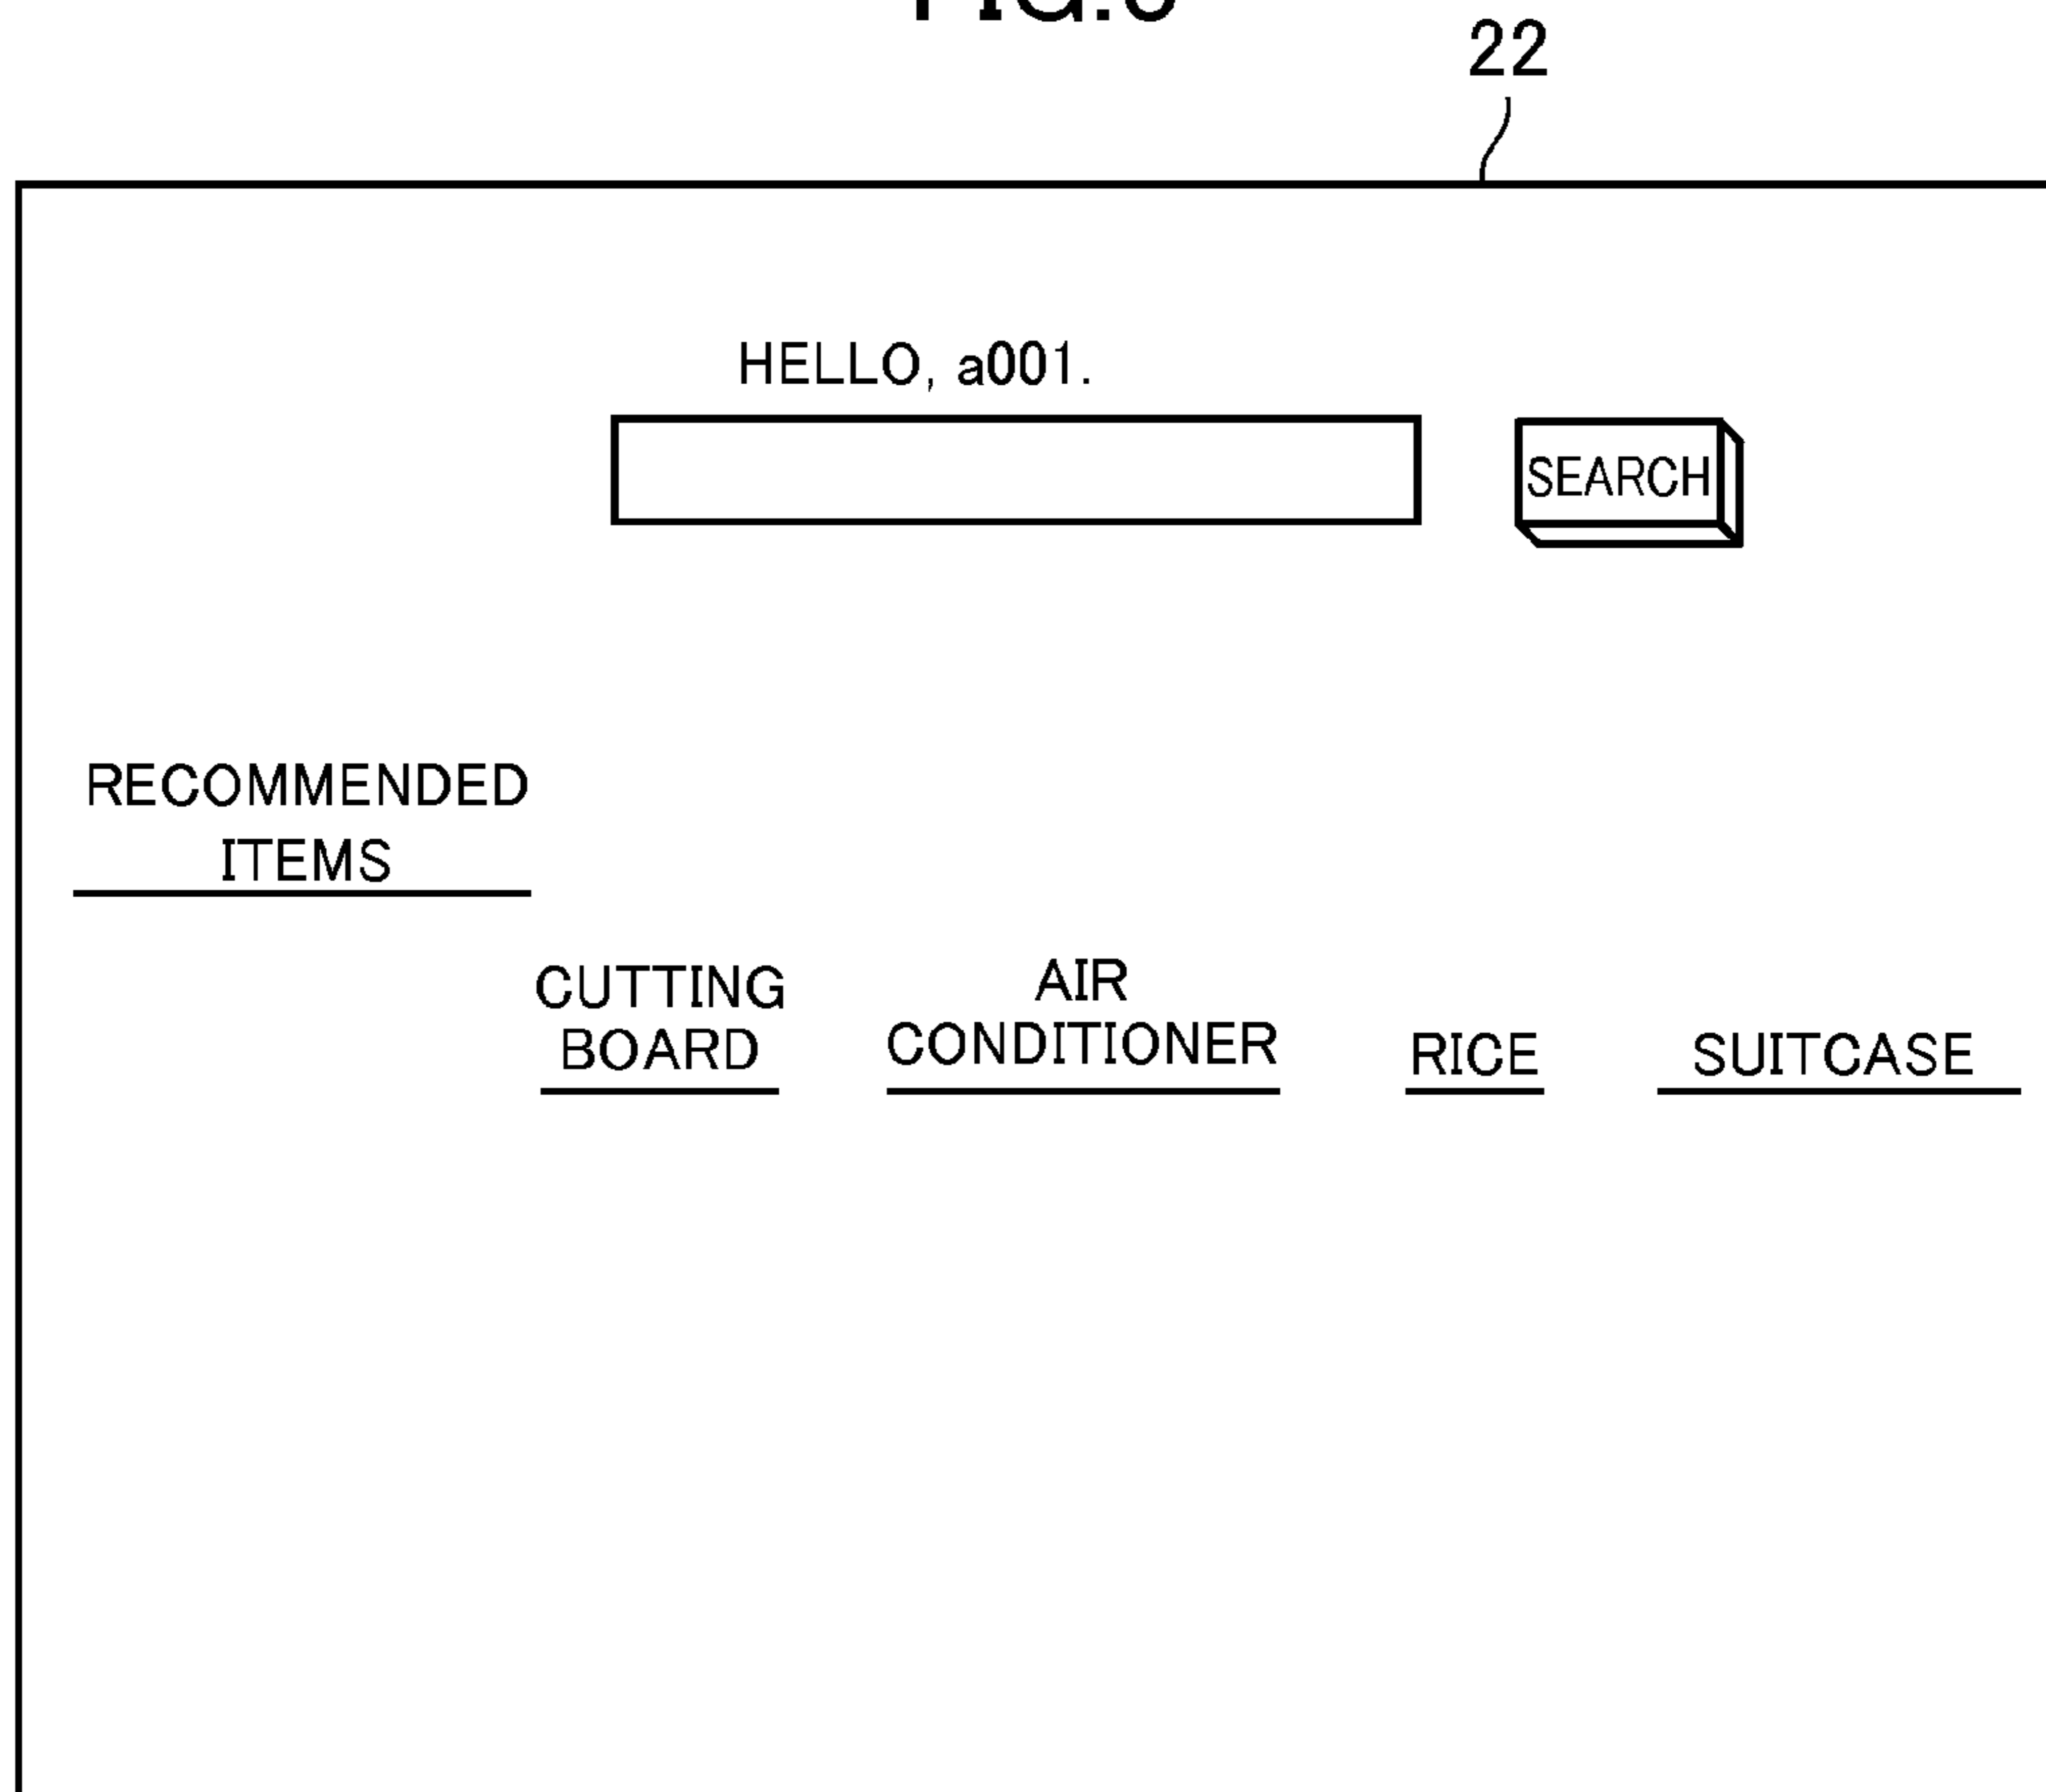 22
HELLO, a001.
SEARCH
RECOMMENDED
ITEMS
CUTTING
BOARD
AIR
CONDITIONER
RICE
SUITCASE